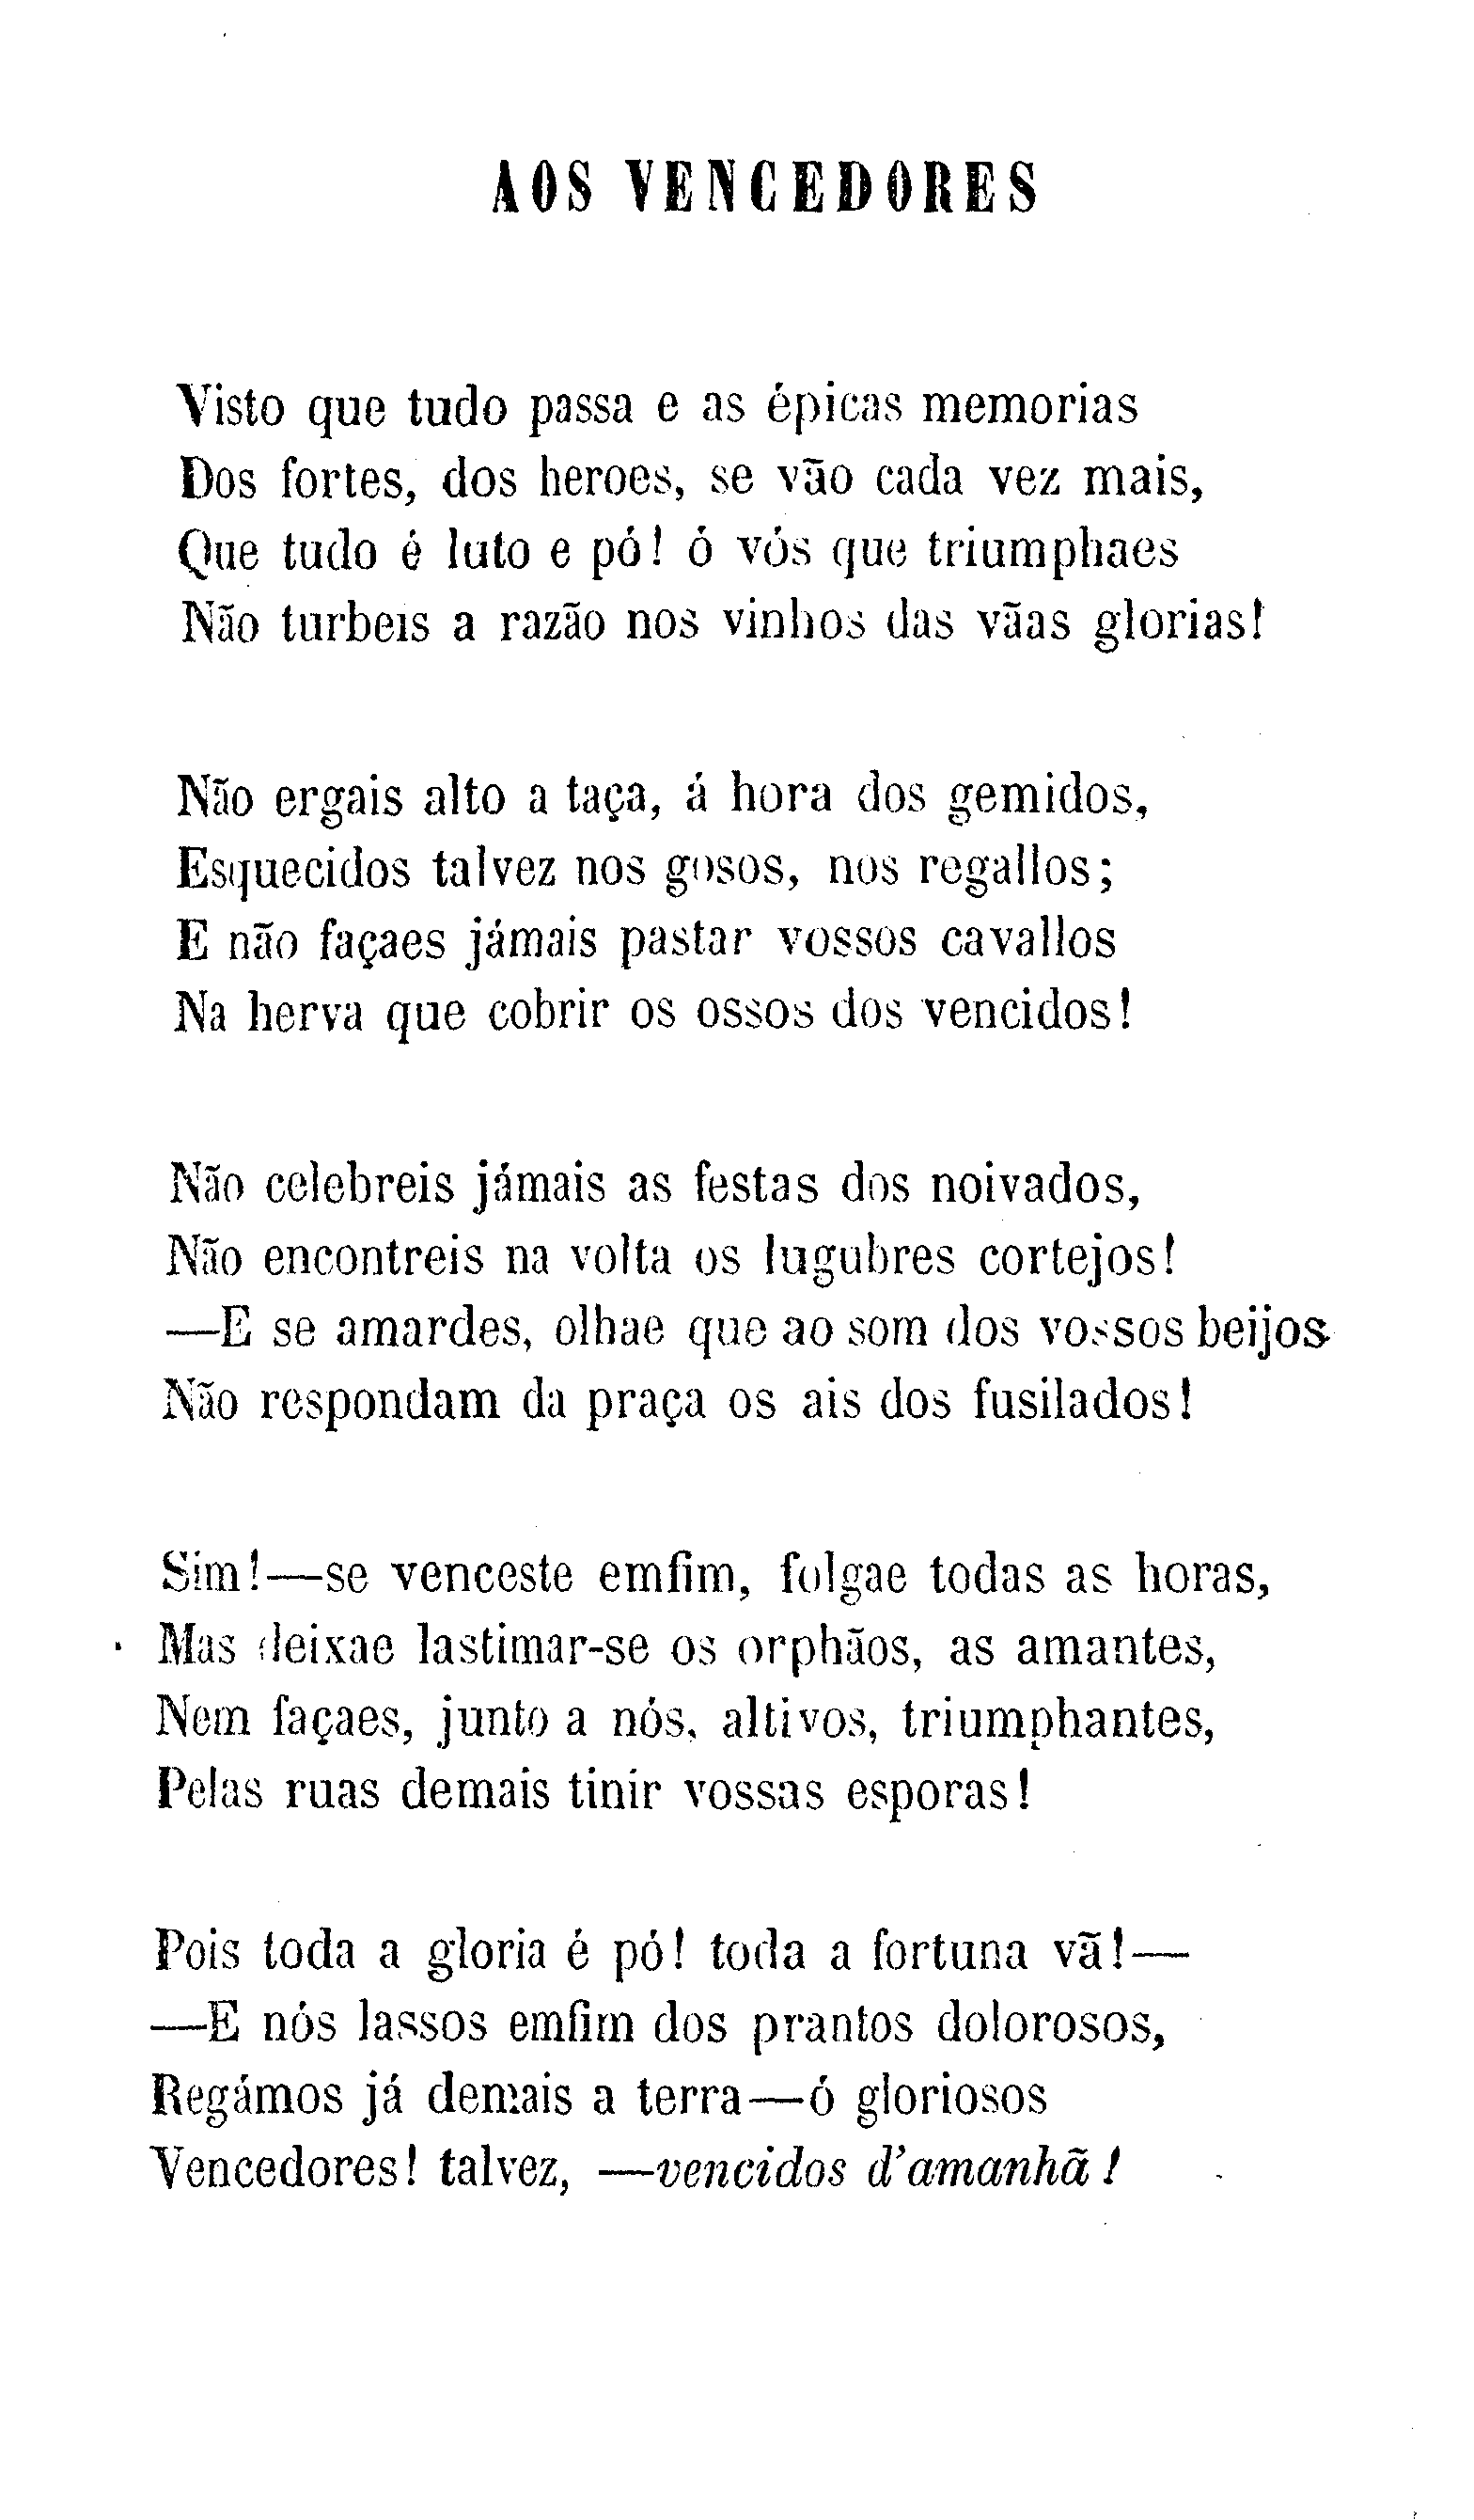 AOS VENCEDORES
Visto que tudo passa e as épicas memorias
Dos fortes, dos heroes, se vão cada vez mais,
Que tudo é luto e pó! ó vós que triumphaes
Não turbeis a razão nos vinhos das vãas glorias!
Não ergais alto a taça, á hora dos gemidos,
Esquecidos talvez nos gosos, nos regallos;
E não façaes jámais pastar vossos cavallos
Na herva que cobrir os ossos dos vencidos!
Não celebreis jámais as festas dos noivados,
Não encontreis na volta os lugubres cortejos!
—E se amardes, olhae que ao som dos vossos beijos
Não respondam da praça os ais dos fusilados!
Sim!—se venceste emfim, folgae todas as horas,
Mas deixae lastimar-se os orphãos, as amantes,
Nem façaes, junto a nós, altivos, triumphantes,
Pelas ruas demais tinir vossas esporas!
Pois toda a gloria é pó! toda a fortuna vã!—
—E nós lassos emfim dos prantos dolorosos,
Regámos já demais a terra—ó gloriosos
Vencedores! talvez, —vencidos d'amanhã!